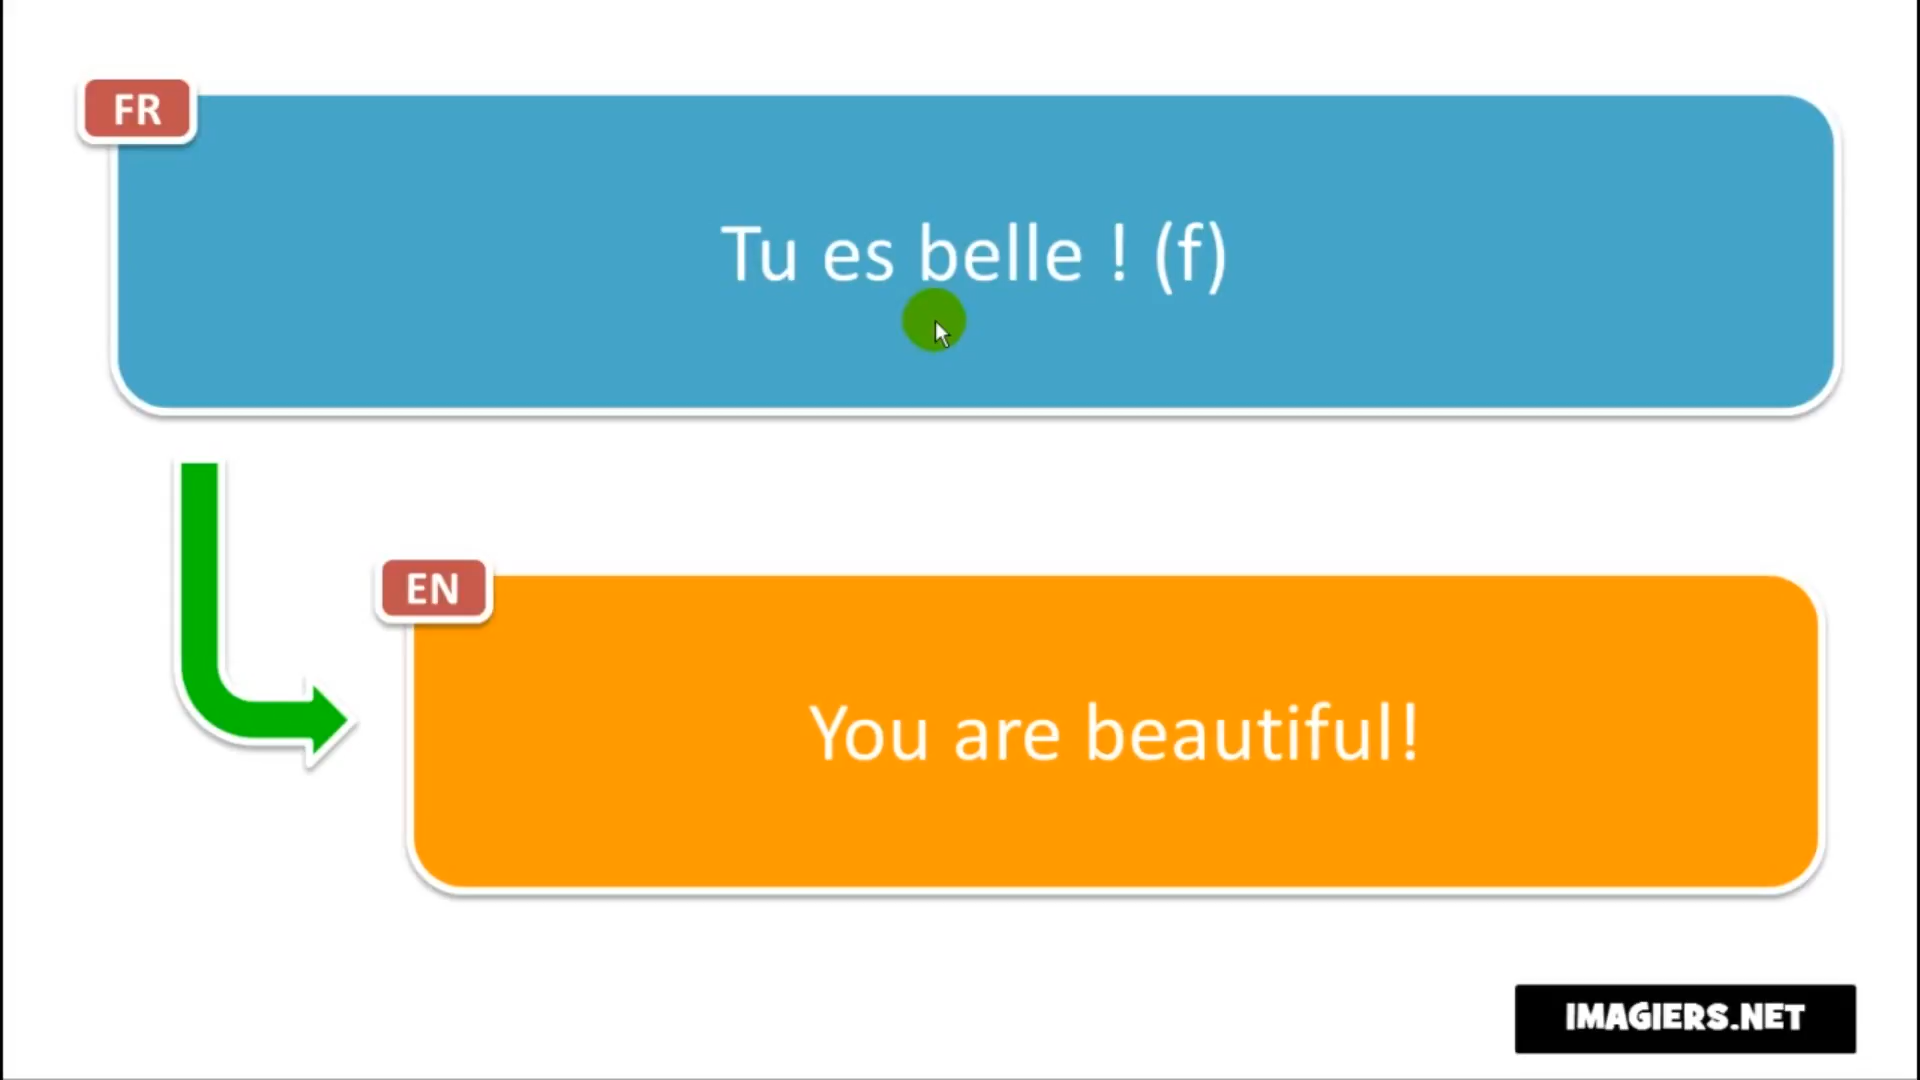 FR
Tu es belle ! (f)
EN
You are beautiful!
IMAGIERS.NET